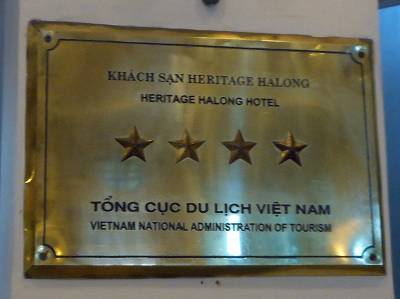 KHÁCH SẠN HERITAGE HALONG
HERITAGE HALONG HOTEL
TỔNG CỤC DU LỊCH VIỆT NAM
VIETNAM NATIONAL ADMINISTRATION OF TOURISM